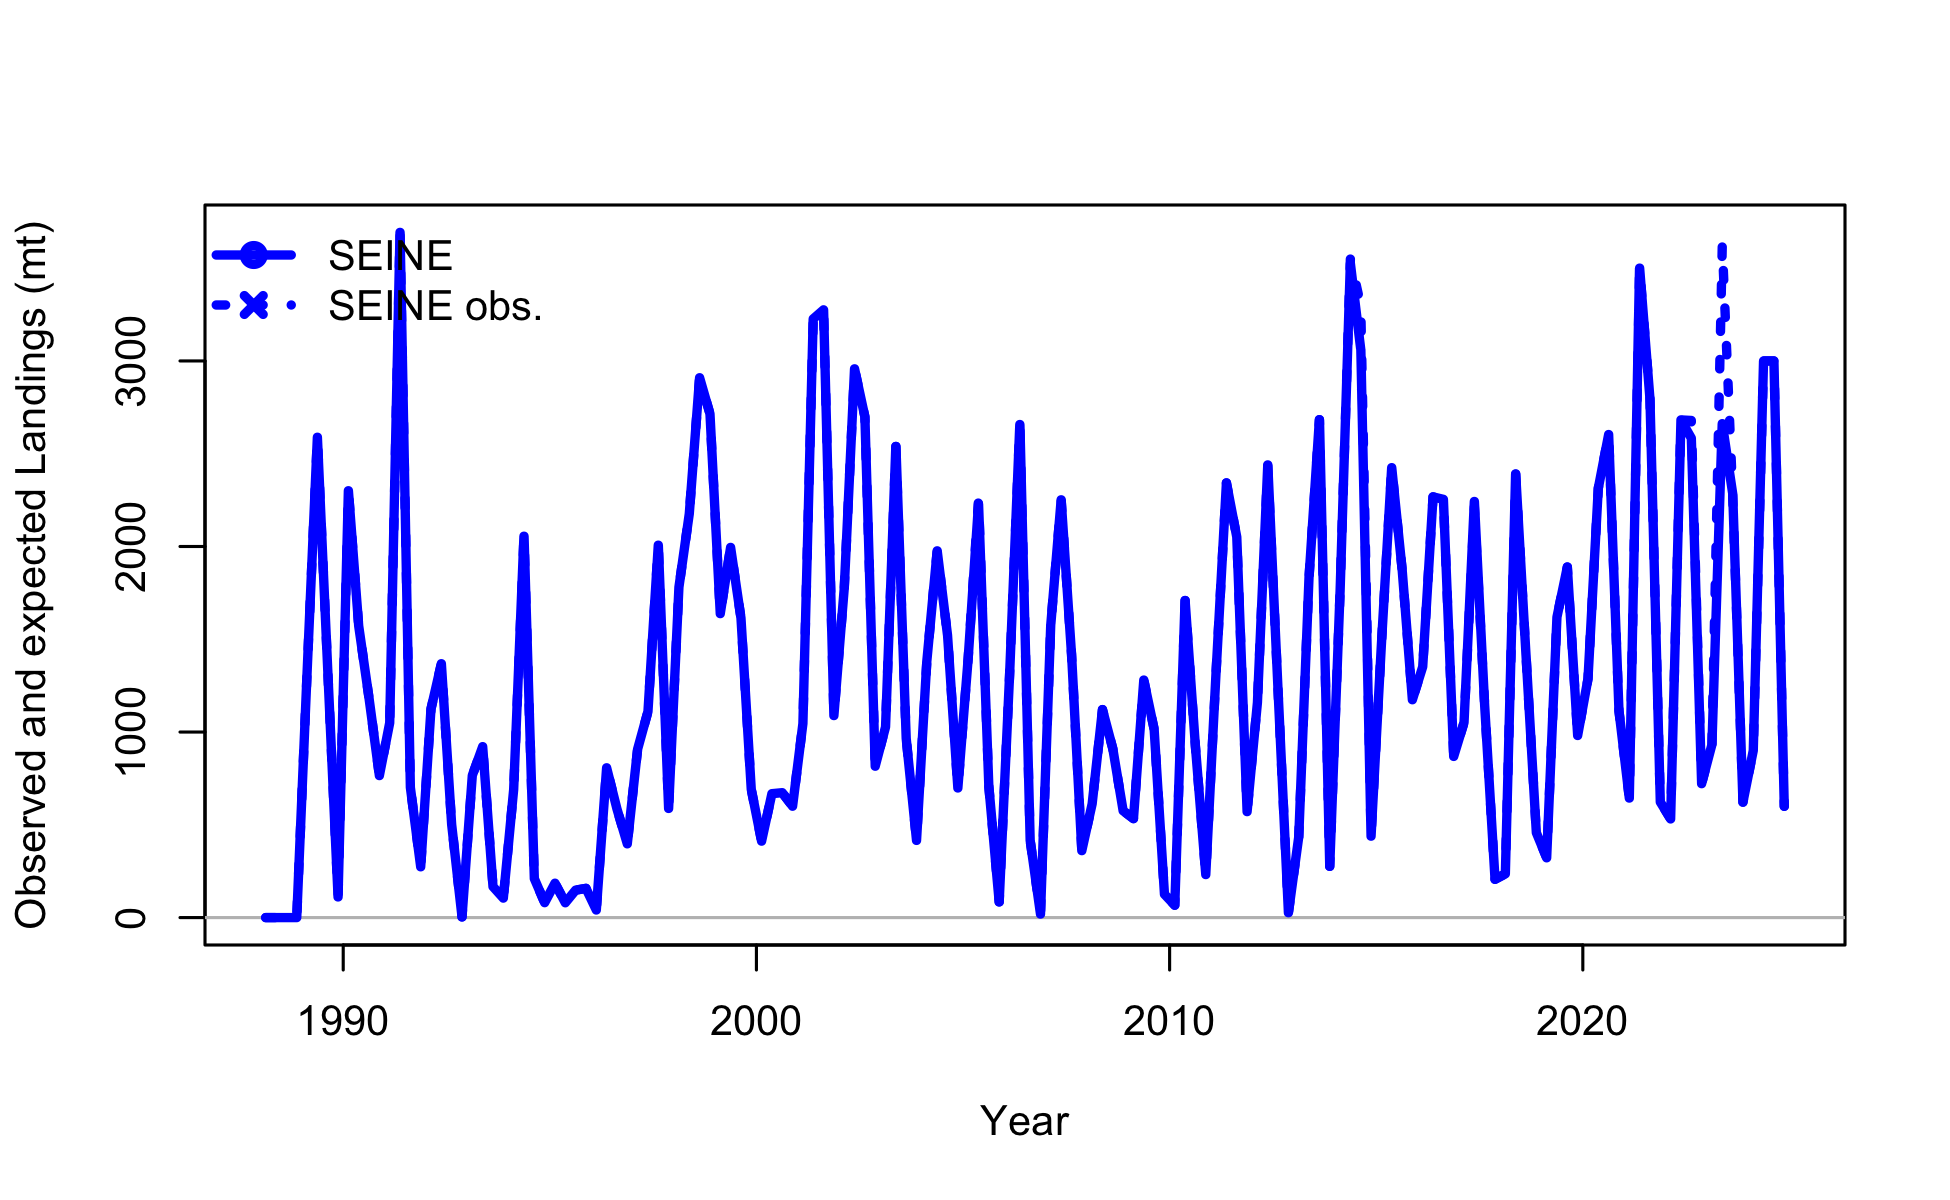 SEINE
SEINE obs.
Observed and expected Landings (mt)
3000
2000
1000
0
1990
2000
2010
2020
Year